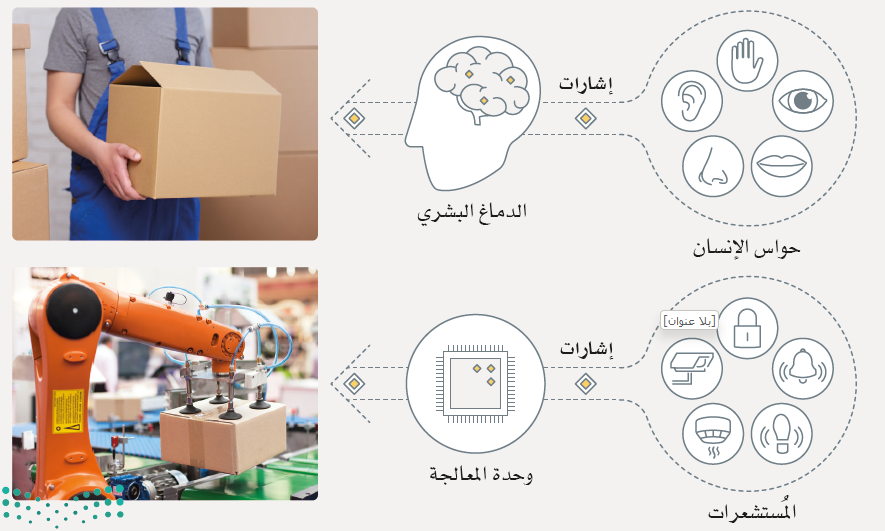 إشارات
الدماغ البشري
حواس الإنسان
[بلا عنوان]
إشارات
وحدة المعالجة
المُستشعرات